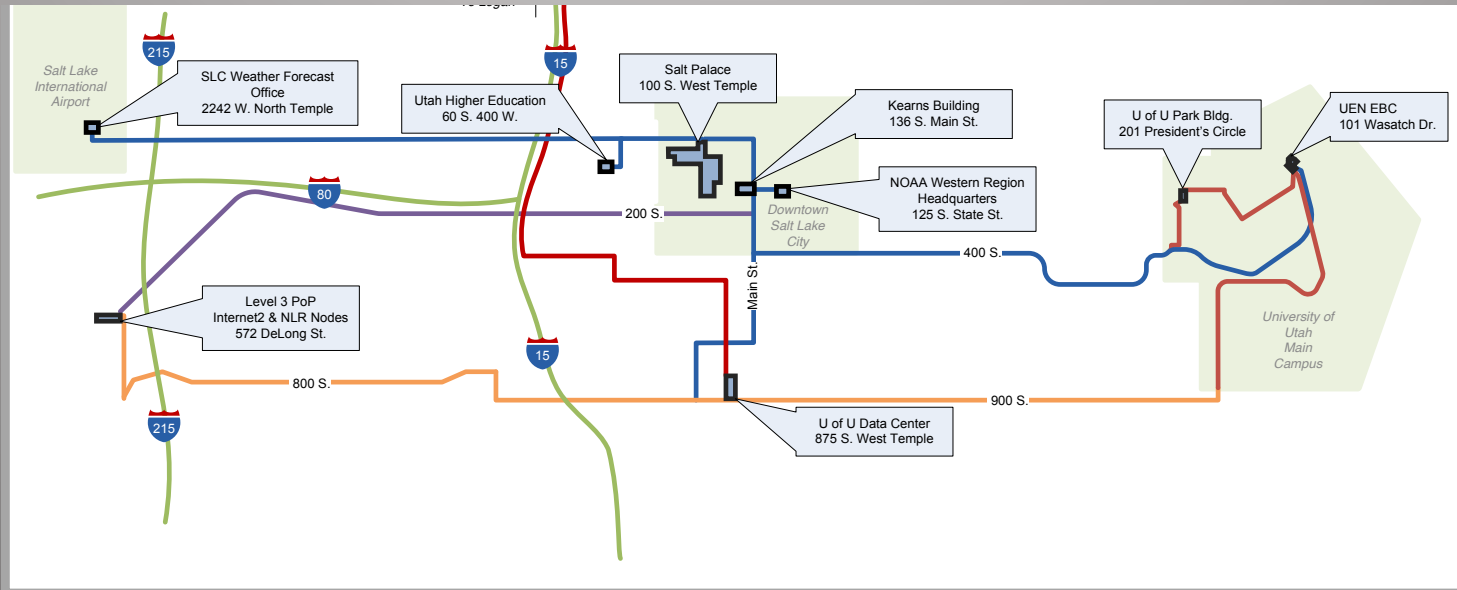 To Logan
215
15
Salt Lake
International
Airport
SLC Weather Forecast
Office
2242 W. North Temple
Utah Higher Education
60 S. 400 W.
Salt Palace
100 S. West Temple
Kearns Building
136 S. Main St.
U of U Park Bldg.
201 President's Circle
UEN EBC
101 Wasatch Dr.
80
200 S.
NOAA Western Region
Headquarters
125 S. State St.
Downtown
Salt Lake
City
400 S.
Main St.
Level 3 PoP
Internet2 & NLR Nodes
572 DeLong St.
University of
Utah
Main
Campus
15
800 S.
900 S.
215
U of U Data Center
875 S. West Temple